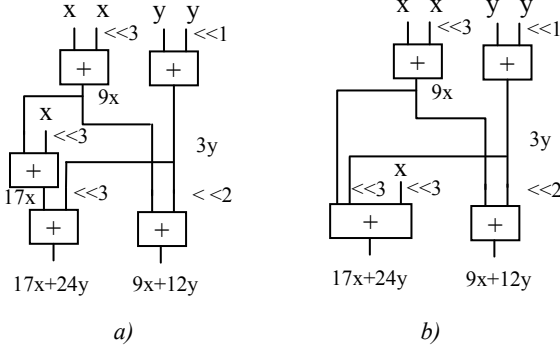 x x <<3 y y <<1
+ +
9x
x
<<3
3y
+
17x
<<3 < <2
+ +
17x+24y 9x+12y
a)
x x <<3 y y <<1
+ +
9x
3y
x
<<3 <<3 <<2
+ +
17x+24y 9x+12y
b)